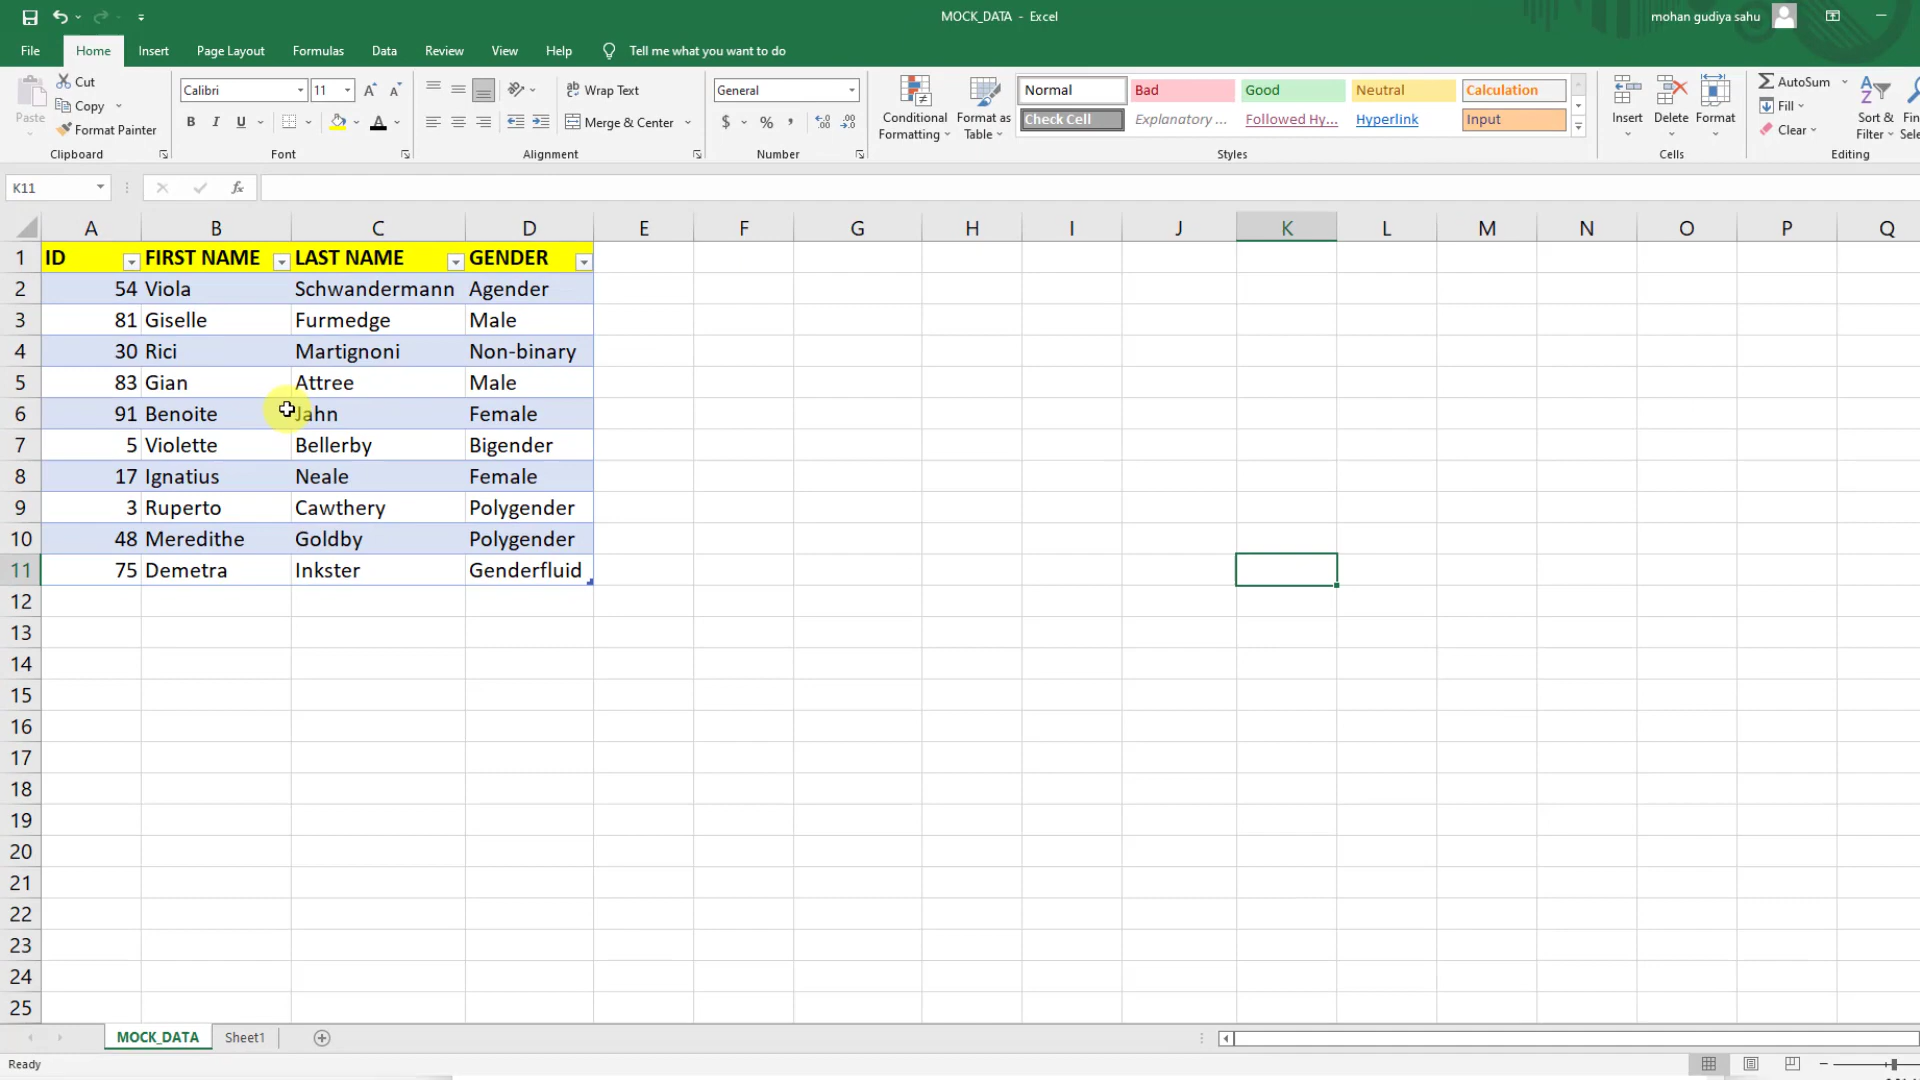 MOCK_DATA - Excel
mohan gudiya sahu
File Home Insert Page Layout Formulas Data Review View Help Tell me what you want to do
Paste
Cut
Copy
Format Painter
Clipboard
Calibri 11
B I U
Font
Wrap Text
Merge & Center
Alignment
General
$ % ,
Number
Conditional Formatting
Format as Table
Normal Bad Good Neutral Calculation
Check Cell Explanatory ... Followed Hy... Hyperlink Input
Styles
Insert Delete Format
Cells
AutoSum
Fill
Clear
Sort & Filter
Editing
K11 fx
A B C D E F G H I J K L M N O P Q
1 ID FIRST NAME LAST NAME GENDER
2 54 Viola Schwandermann Agender
3 81 Giselle Furmedge Male
4 30 Rici Martignoni Non-binary
5 83 Gian Attree Male
6 91 Benoite Jahn Female
7 5 Violette Bellerby Bigender
8 17 Ignatius Neale Female
9 3 Ruperto Cawthery Polygender
10 48 Meredithe Goldby Polygender
11 75 Demetra Inkster Genderfluid
12
13
14
15
16
17
18
19
20
21
22
23
24
25
MOCK_DATA Sheet1
Ready